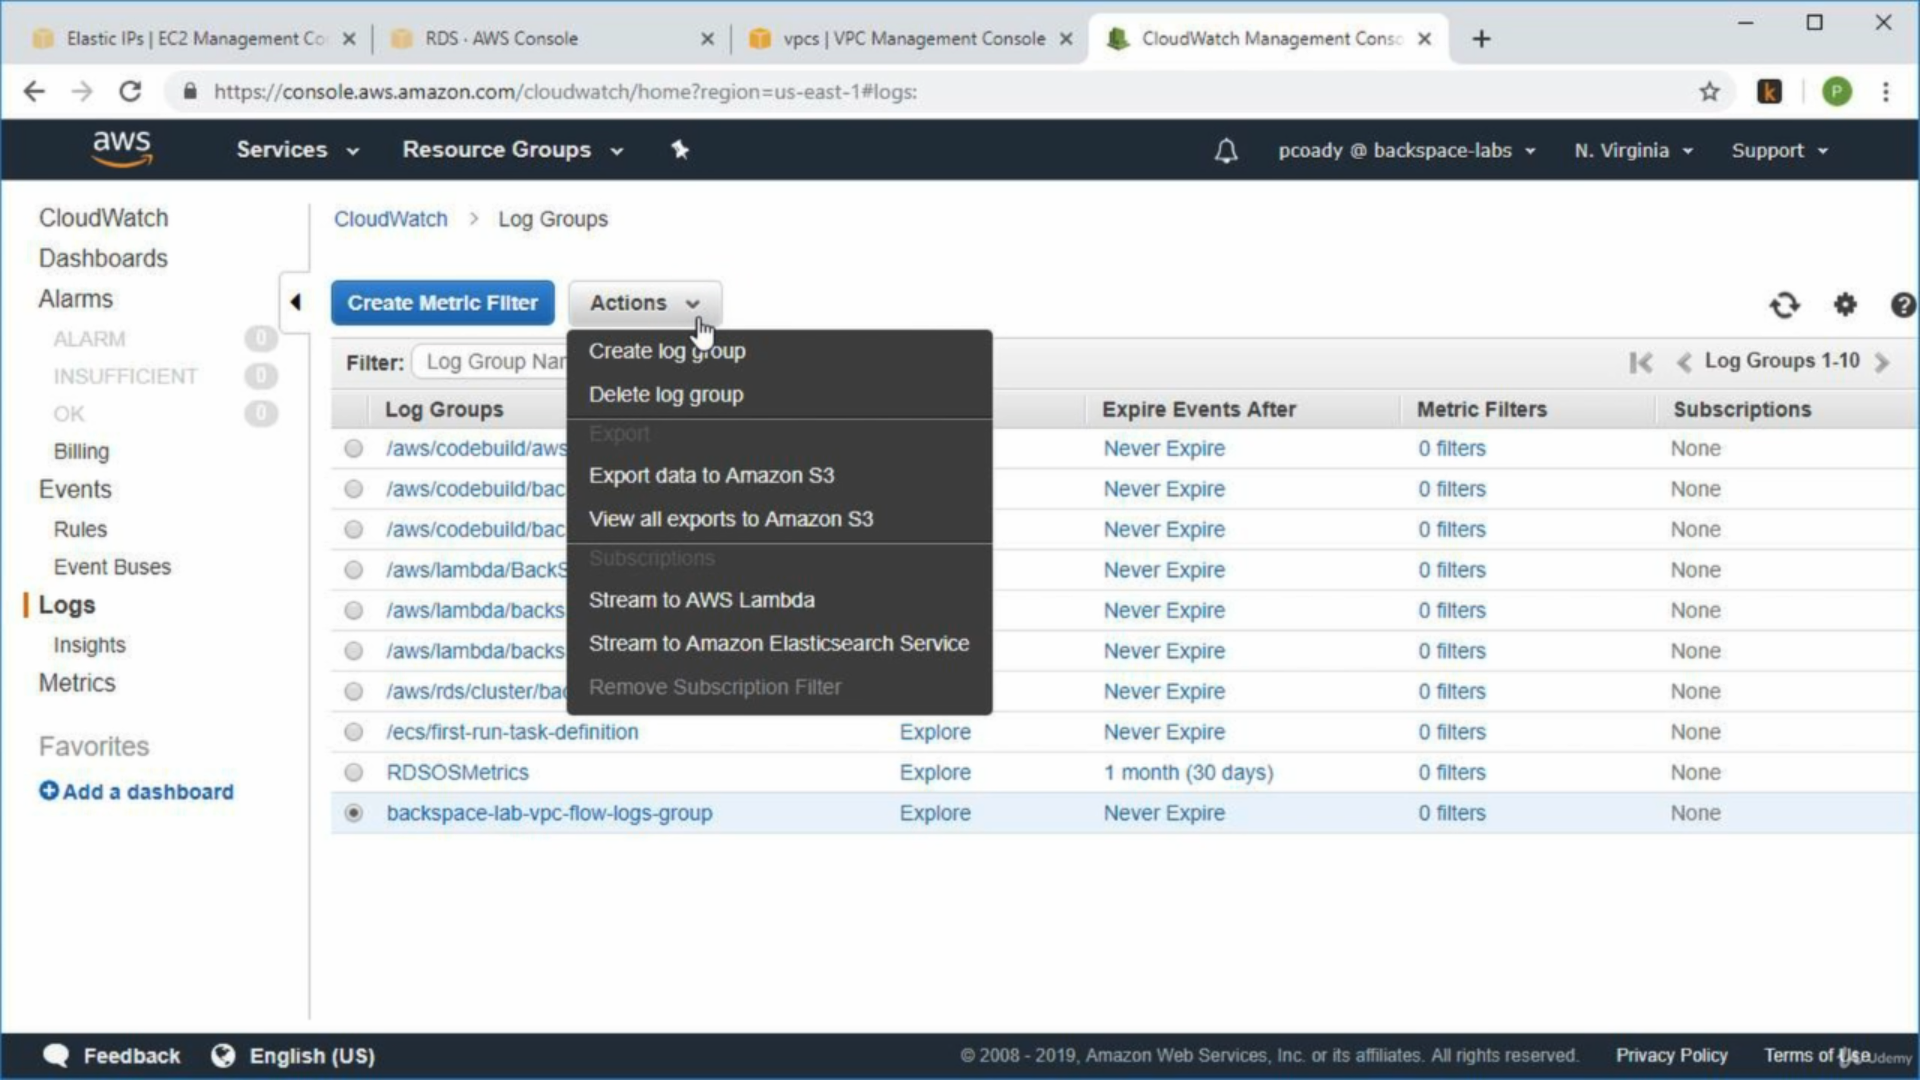 Elastic IPs | EC2 Management Co
RDS · AWS Console
vpcs | VPC Management Console
CloudWatch Management Conso
https://console.aws.amazon.com/cloudwatch/home?region=us-east-1#logs:
k
P
aws
Services
Resource Groups
pcoady @ backspace-labs
N. Virginia
Support
CloudWatch
Dashboards
Alarms
ALARM 0
INSUFFICIENT 0
OK 0
Billing
Events
Rules
Event Buses
Logs
Insights
Metrics
Favorites
Add a dashboard
CloudWatch > Log Groups
Create Metric Filter
Actions
Filter: Log Group Nam
Log Groups 1-10
Create log group
Delete log group
Export
Export data to Amazon S3
View all exports to Amazon S3
Subscriptions
Stream to AWS Lambda
Stream to Amazon Elasticsearch Service
Remove Subscription Filter
Log Groups Expire Events After Metric Filters Subscriptions
/aws/codebuild/aws Never Expire 0 filters None
/aws/codebuild/bac Never Expire 0 filters None
/aws/codebuild/bac Never Expire 0 filters None
/aws/lambda/BackS Never Expire 0 filters None
/aws/lambda/backs Never Expire 0 filters None
/aws/lambda/backs Never Expire 0 filters None
/aws/rds/cluster/bac Never Expire 0 filters None
/ecs/first-run-task-definition Explore Never Expire 0 filters None
RDSOSMetrics Explore 1 month (30 days) 0 filters None
backspace-lab-vpc-flow-logs-group Explore Never Expire 0 filters None
Feedback
English (US)
© 2008 - 2019, Amazon Web Services, Inc. or its affiliates. All rights reserved.
Privacy Policy
Terms of Use
Udemy